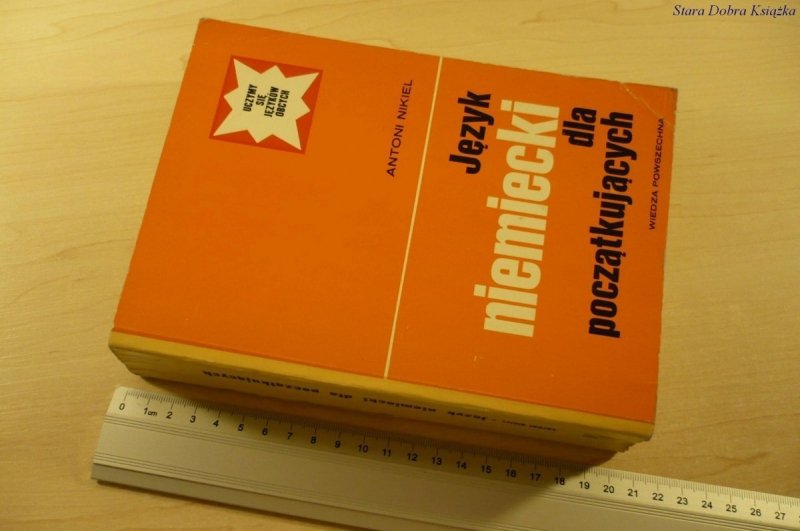 Stara Dobra Książka
UCZYMY
SIĘ
JĘZYKÓW
OBCYCH
ANTONI NIKIEL
Język
niemiecki
dla
początkujących
WIEDZA POWSZECHNA
Język niemiecki dla początkujących
0 1cm 2 3 4 5 6 7 8 9 10 11 12 13 14 15 16 17 18 19 20 21 22 23 24 25 26 27